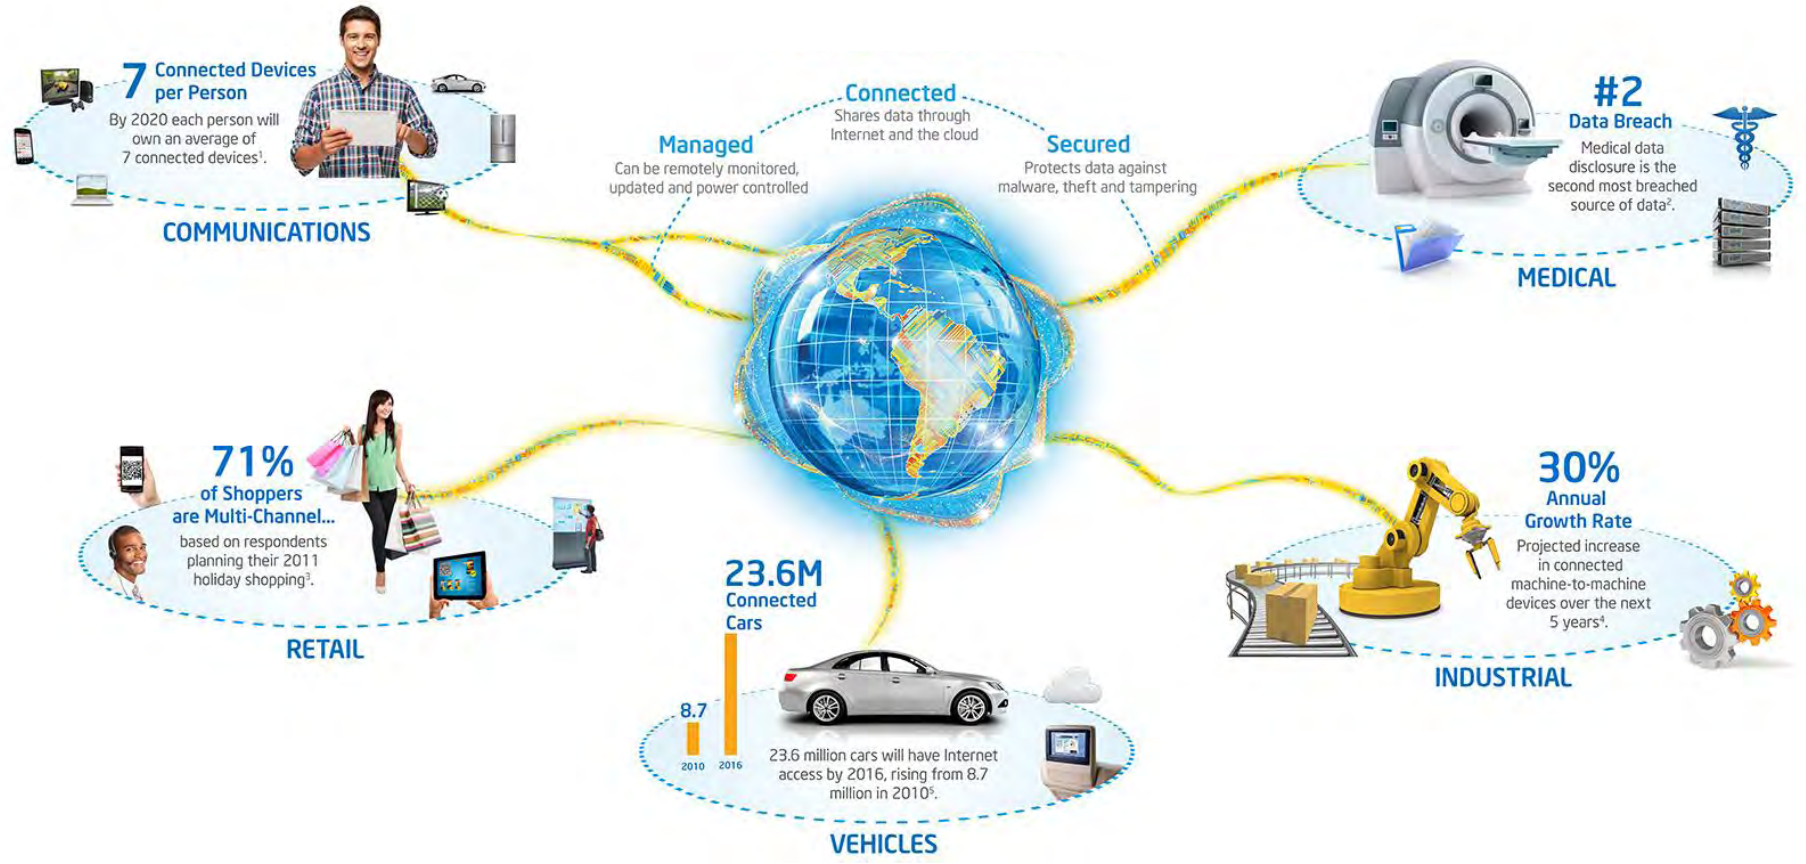 7
Connected Devices
per Person
By 2020 each person will
own an average of
7 connected devices¹.
COMMUNICATIONS
Managed
Can be remotely monitored,
updated and power controlled
Connected
Shares data through
Internet and the cloud
Secured
Protects data against
malware, theft and tampering
#2
Data Breach
Medical data
disclosure is the
second most breached
source of data².
MEDICAL
71%
of Shoppers
are Multi-Channel...
based on respondents
planning their 2011
holiday shopping³.
RETAIL
23.6M
Connected
Cars
8.7
2010
2016
23.6 million cars will have Internet
access by 2016, rising from 8.7
million in 2010⁵.
VEHICLES
30%
Annual
Growth Rate
Projected increase
in connected
machine-to-machine
devices over the next
5 years⁴.
INDUSTRIAL